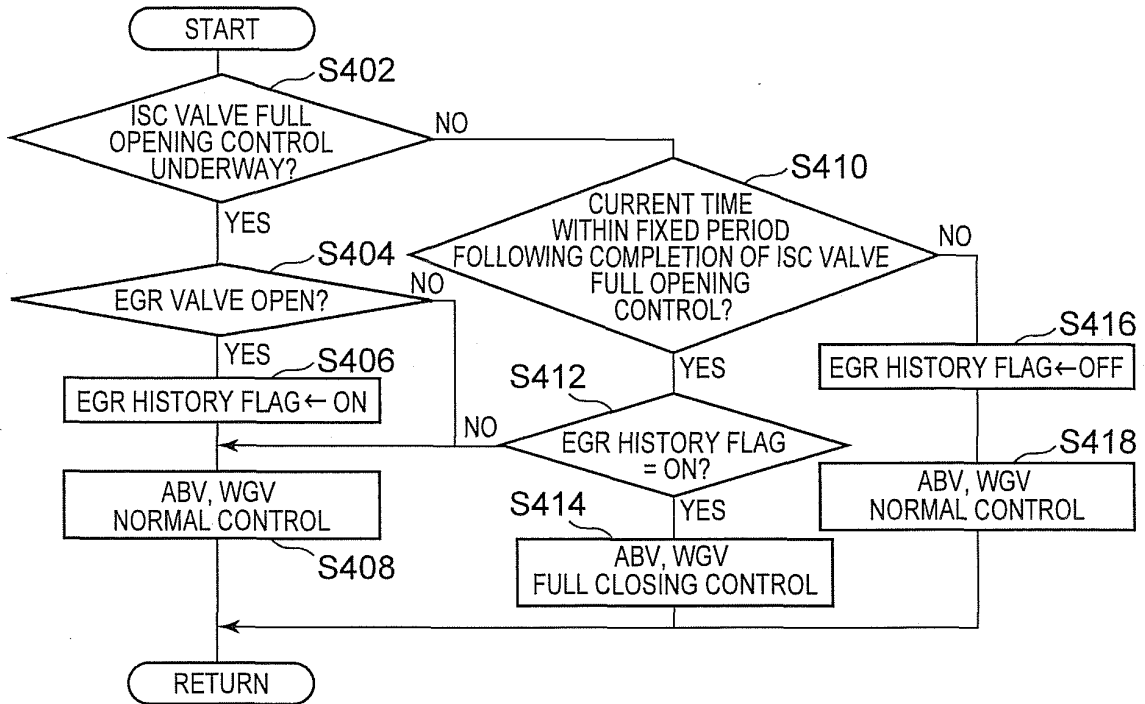 START
S402
ISC VALVE FULL
OPENING CONTROL
UNDERWAY?
NO
YES
S410
CURRENT TIME
WITHIN FIXED PERIOD
FOLLOWING COMPLETION OF ISC VALVE
FULL OPENING
CONTROL?
NO
YES
S404
EGR VALVE OPEN?
NO
YES
S406
EGR HISTORY FLAG← ON
S412
EGR HISTORY FLAG
= ON?
NO
YES
S416
EGR HISTORY FLAG←OFF
S408
ABV, WGV
NORMAL CONTROL
S414
ABV, WGV
FULL CLOSING CONTROL
S418
ABV, WGV
NORMAL CONTROL
RETURN